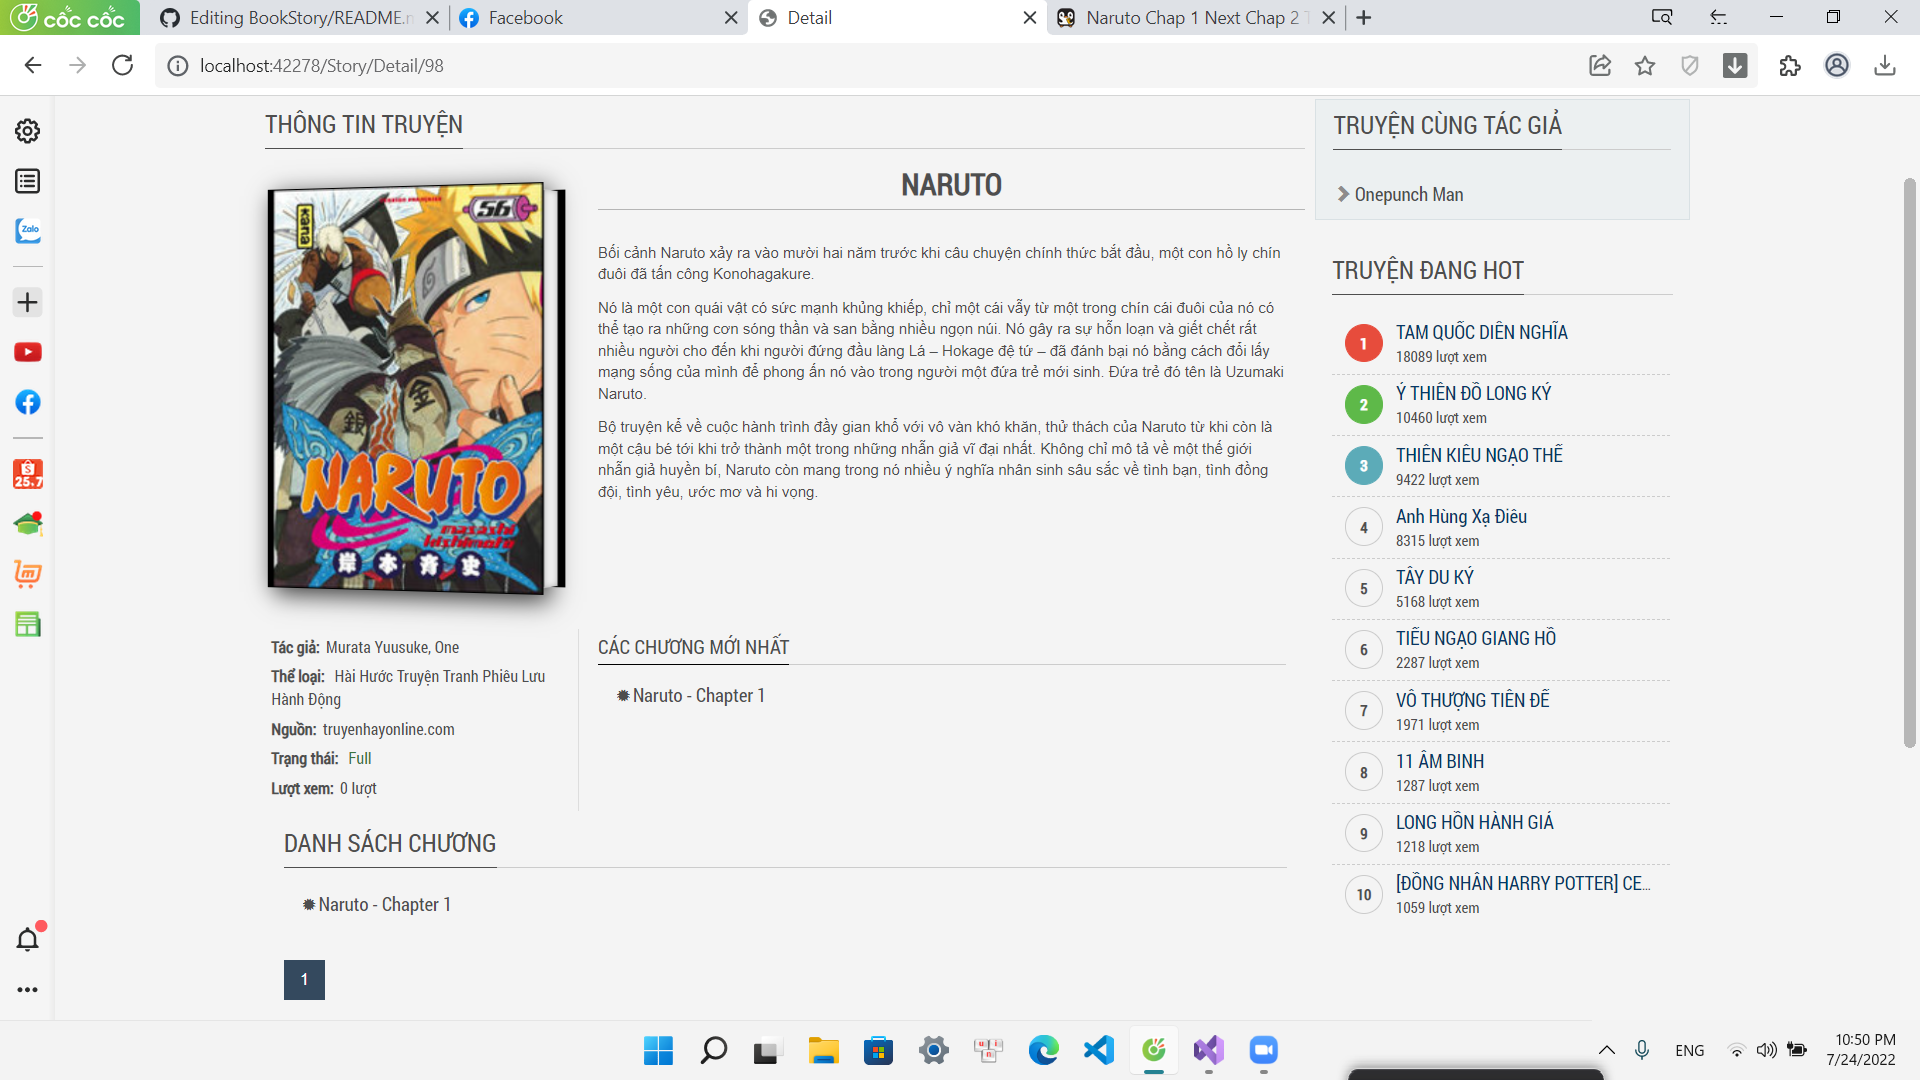 cốc cốc
Editing BookStory/README.m
Facebook
Detail
Naruto Chap 1 Next Chap 2 T
localhost:42278/Story/Detail/98
Zalo
25.7
THÔNG TIN TRUYỆN
kana
56
NARUTO
masashi
kishimoto
岸本斉史
NARUTO
Bối cảnh Naruto xảy ra vào mười hai năm trước khi câu chuyện chính thức bắt đầu, một con hồ ly chín
đuôi đã tấn công Konohagakure.
Nó là một con quái vật có sức mạnh khủng khiếp, chỉ một cái vẫy từ một trong chín cái đuôi của nó có
thể tạo ra những cơn sóng thần và san bằng nhiều ngọn núi. Nó gây ra sự hỗn loạn và giết chết rất
nhiều người cho đến khi người đứng đầu làng Lá – Hokage đệ tứ – đã đánh bại nó bằng cách đổi lấy
mạng sống của mình để phong ấn nó vào trong người một đứa trẻ mới sinh. Đứa trẻ đó tên là Uzumaki
Naruto.
Bộ truyện kể về cuộc hành trình đầy gian khổ với vô vàn khó khăn, thử thách của Naruto từ khi còn là
một cậu bé tới khi trở thành một trong những nhẫn giả vĩ đại nhất. Không chỉ mô tả về một thế giới
nhẫn giả huyền bí, Naruto còn mang trong nó nhiều ý nghĩa nhân sinh sâu sắc về tình bạn, tình đồng
đội, tình yêu, ước mơ và hi vọng.
Tác giả: Murata Yuusuke, One
Thể loại: Hài Hước Truyện Tranh Phiêu Lưu
Hành Động
Nguồn: truyenhayonline.com
Trạng thái: Full
Lượt xem: 0 lượt
CÁC CHƯƠNG MỚI NHẤT
Naruto - Chapter 1
DANH SÁCH CHƯƠNG
Naruto - Chapter 1
1
TRUYỆN CÙNG TÁC GIẢ
Onepunch Man
TRUYỆN ĐANG HOT
1 TAM QUỐC DIỄN NGHĨA
18089 lượt xem
2 Ỷ THIÊN ĐỒ LONG KÝ
10460 lượt xem
3 THIÊN KIÊU NGẠO THẾ
9422 lượt xem
4 Anh Hùng Xạ Điêu
8315 lượt xem
5 TÂY DU KÝ
5168 lượt xem
6 TIẾU NGẠO GIANG HỒ
2287 lượt xem
7 VÔ THƯỢNG TIÊN ĐẾ
1971 lượt xem
8 11 ÂM BINH
1287 lượt xem
9 LONG HỒN HÀNH GIẢ
1218 lượt xem
10 [ĐỒNG NHÂN HARRY POTTER] CE...
1059 lượt xem
ENG
10:50 PM
7/24/2022